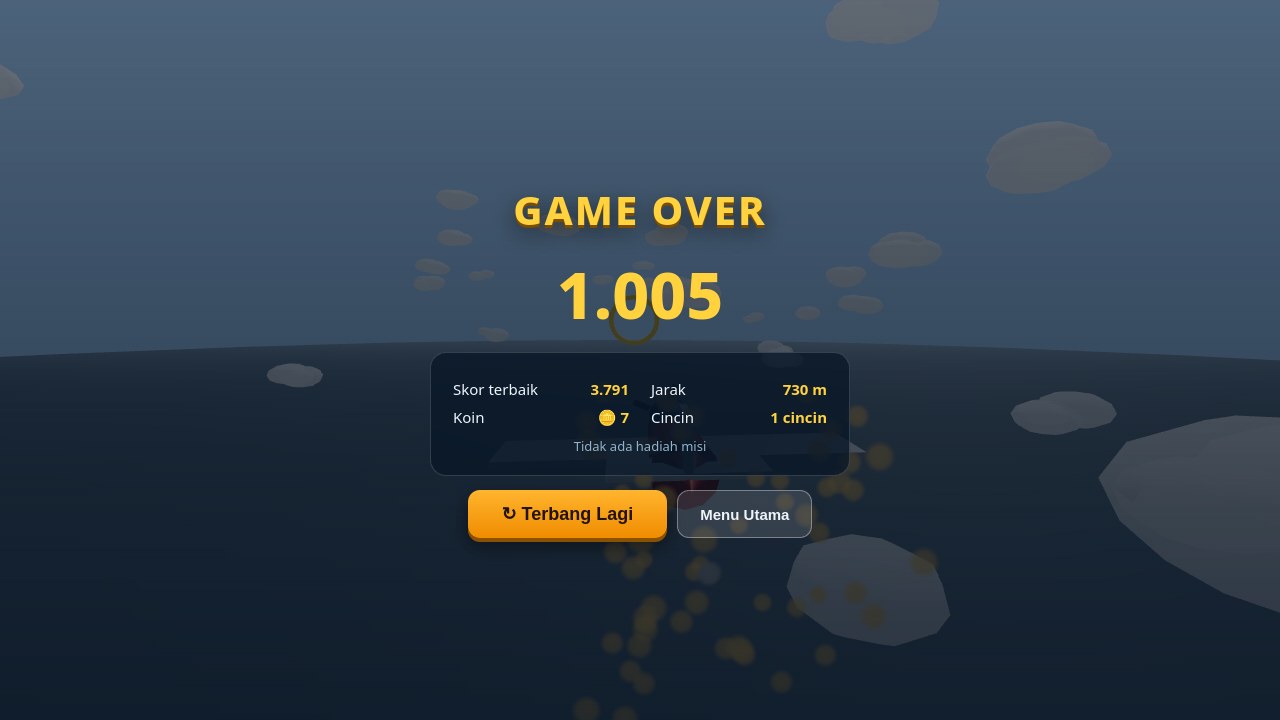 GAME OVER
1.005
Skor terbaik 3.791 Jarak 730 m
Koin 🪙 7 Cincin 1 cincin
Tidak ada hadiah misi
↻ Terbang Lagi Menu Utama